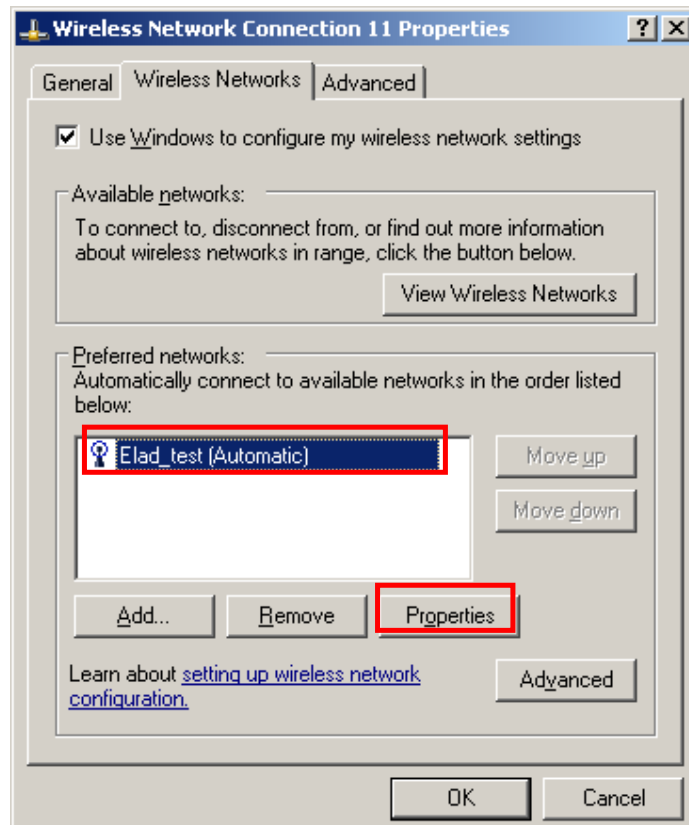 Wireless Network Connection 11 Properties
General Wireless Networks Advanced
Use Windows to configure my wireless network settings
Available networks:
To connect to, disconnect from, or find out more information
about wireless networks in range, click the button below.
View Wireless Networks
Preferred networks:
Automatically connect to available networks in the order listed
below:
Elad_test (Automatic)
Move up
Move down
Add... Remove Properties
Learn about setting up wireless network
configuration.
Advanced
OK Cancel